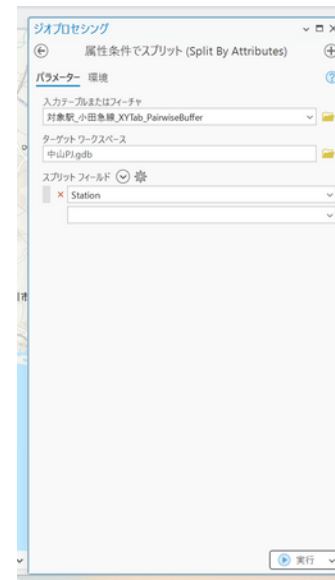 ジオプロセシング
属性条件でスプリット (Split By Attributes)
パラメーター 環境
入力テーブルまたはフィーチャ
対象駅_小田急線_XYTab_PairwiseBuffer
ターゲット ワークスペース
中山PJ.gdb
スプリット フィールド
Station
実行